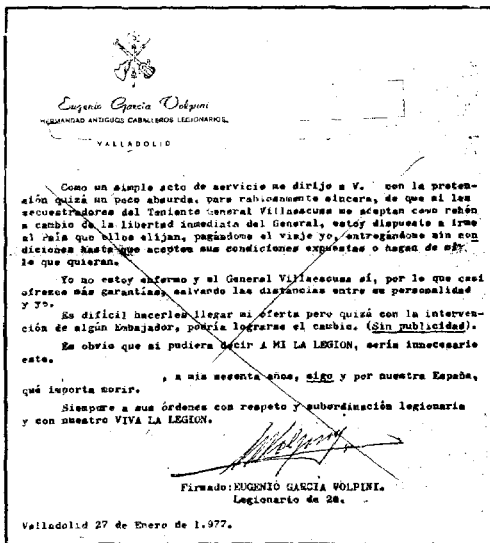 Eugenio García Volpini
HERMANDAD ANTIGUOS CABALLEROS LEGIONARIOS
VALLADOLID
Como un simple acto de servicio me dirijo a V. con la preten-
sión quizá un poco absurda, pero rabiosamente sincera, de que si los
secuestradores del Teniente General Villaescusa me aceptan como rehén
a cambio de la libertad inmediata del General, estoy dispuesto a irme
al País que ellos elijan, pagándome el viaje yo, entregándome sin con
diciones hasta que acepten sus condiciones expuestas o hagan de mí
lo que quieran.
Yo no estoy enfermo y el General Villaescusa sí, por lo que casi
ofrezco más garantías, salvando las distancias entre su personalidad
y yo.
Es difícil hacerles llegar mi oferta pero quizá con la interven-
ción de algún Embajador, podría lograrse el cambio. (Sin publicidad).
Es obvio que si pudiera decir A MI LA LEGION, sería innecesario
esto.
, a mis sesenta años, sigo y por nuestra España,
qué importa morir.
Siempre a sus órdenes con respeto y subordinación legionaria
y con nuestro VIVA LA LEGION.
Firmado:EUGENIO GARCIA VOLPINI.
Legionario de 2ª.
Valladolid 27 de Enero de 1.977.